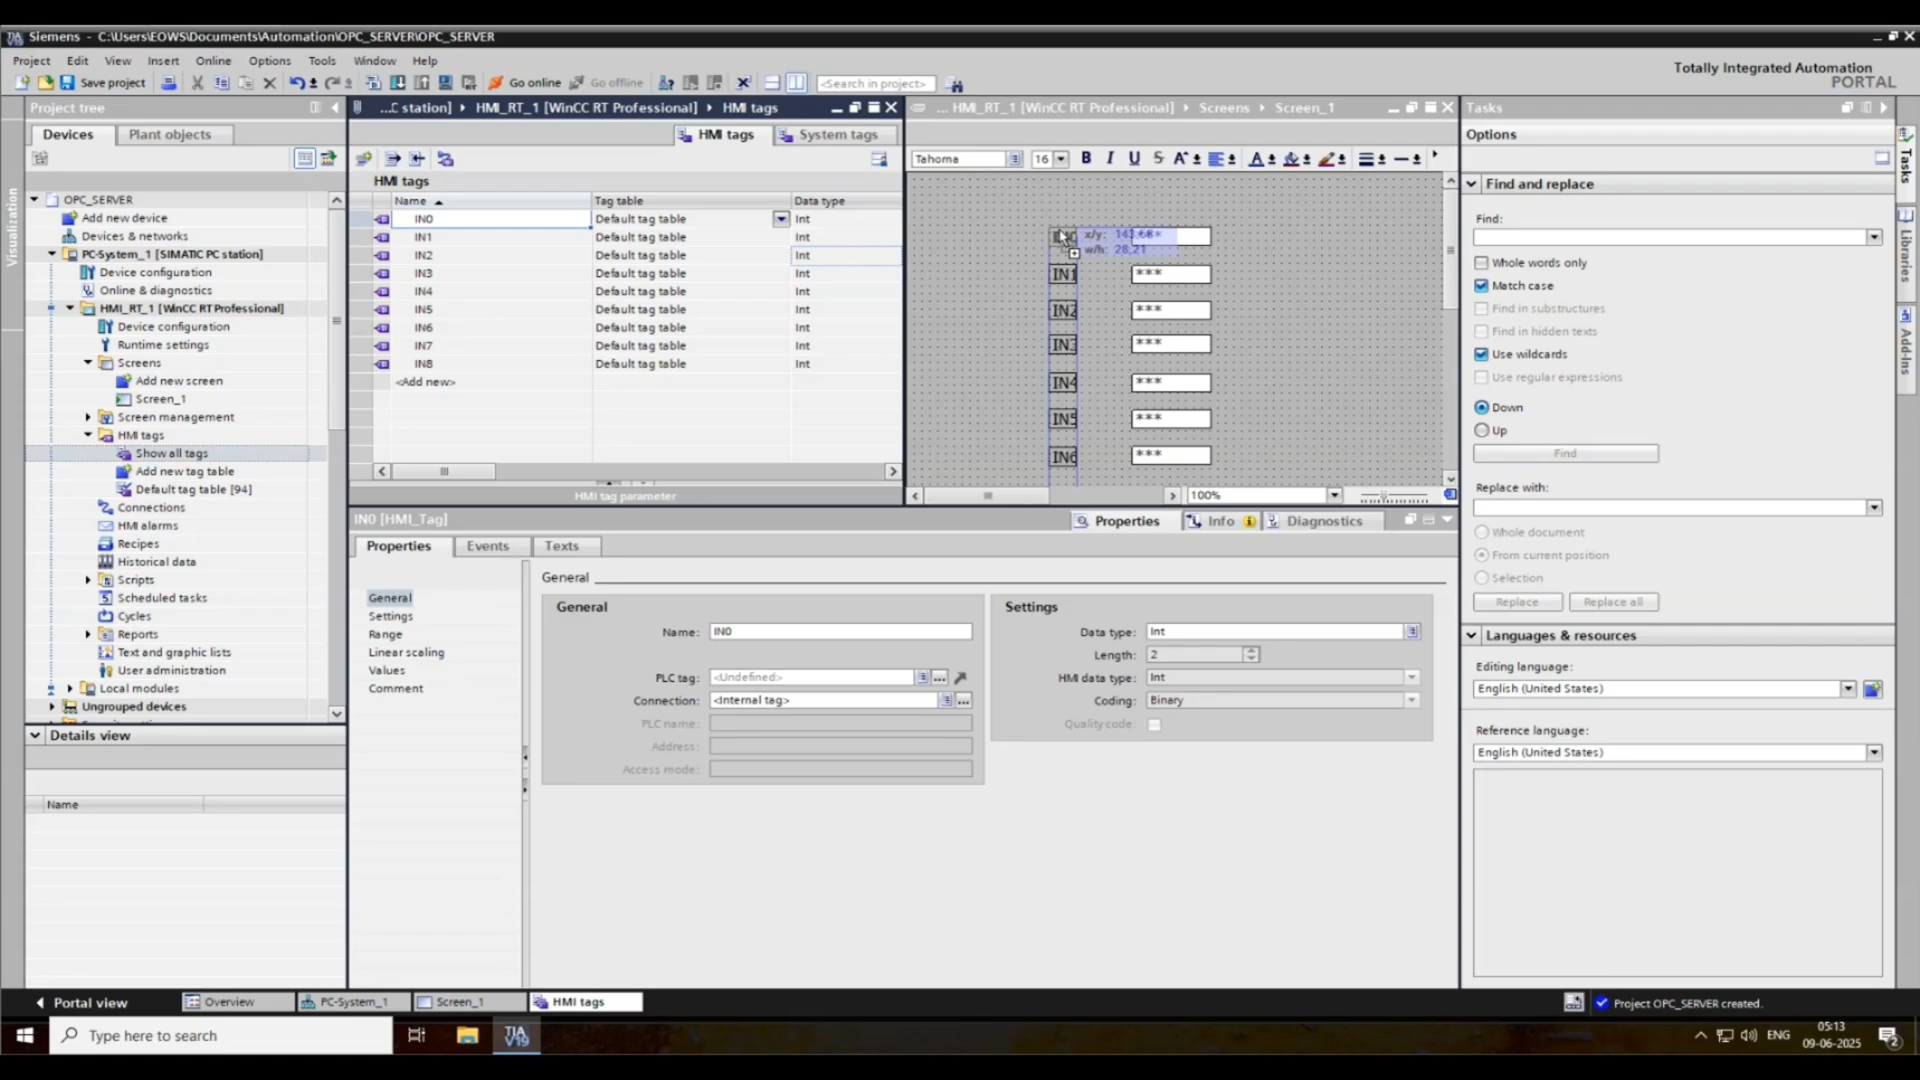 Siemens - C:\Users\EOWS\Documents\Automation\OPC_SERVER\OPC_SERVER
Project Edit View Insert Online Options Tools Window Help
Totally Integrated Automation
PORTAL
Save project
Go online
Go offline
<Search in project>
Project tree
...C station] HMI_RT_1 [WinCC RT Professional] HMI tags
... HMI_RT_1 [WinCC RT Professional] Screens Screen_1
Tasks
Devices
Plant objects
HMI tags
System tags
Options
Tahoma
16
B I U S
Visualization
OPC_SERVER
Add new device
Devices & networks
PC-System_1 [SIMATIC PC station]
Device configuration
Online & diagnostics
HMI_RT_1 [WinCC RT Professional]
Device configuration
Runtime settings
Screens
Add new screen
Screen_1
Screen management
HMI tags
Show all tags
Add new tag table
Default tag table [94]
Connections
HMI alarms
Recipes
Historical data
Scripts
Scheduled tasks
Cycles
Reports
Text and graphic lists
User administration
Local modules
Ungrouped devices
Details view
Name
HMI tags
Name Tag table Data type
IN0 Default tag table Int
IN1 Default tag table Int
IN2 Default tag table Int
IN3 Default tag table Int
IN4 Default tag table Int
IN5 Default tag table Int
IN6 Default tag table Int
IN7 Default tag table Int
IN8 Default tag table Int
<Add new>
HMI tag parameter
x/y: 143,68
w/h: 28,21
IN1 ***
IN2 ***
IN3 ***
IN4 ***
IN5 ***
IN6 ***
100%
IN0 [HMI_Tag]
Properties
Info
Diagnostics
Properties
Events
Texts
General
Settings
Range
Linear scaling
Values
Comment
General
General
Name: IN0
PLC tag: <Undefined>
Connection: <Internal tag>
PLC name:
Address:
Access mode:
Settings
Data type: Int
Length: 2
HMI data type: Int
Coding: Binary
Quality code:
Find and replace
Find:
Whole words only
Match case
Find in substructures
Find in hidden texts
Use wildcards
Use regular expressions
Down
Up
Find
Replace with:
Whole document
From current position
Selection
Replace
Replace all
Languages & resources
Editing language:
English (United States)
Reference language:
English (United States)
Tasks
Libraries
Add-Ins
Portal view
Overview
PC-System_1
Screen_1
HMI tags
Project OPC_SERVER created.
Type here to search
TIA
V19
ENG
05:13
09-06-2025
2